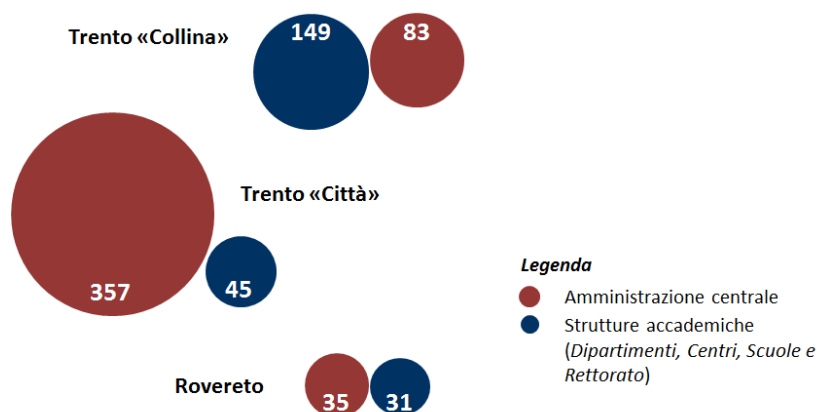 Trento «Collina»
149
83
Trento «Città»
357
45
Legenda
Amministrazione centrale
Strutture accademiche
(Dipartimenti, Centri, Scuole e
Rettorato)
Rovereto
35
31